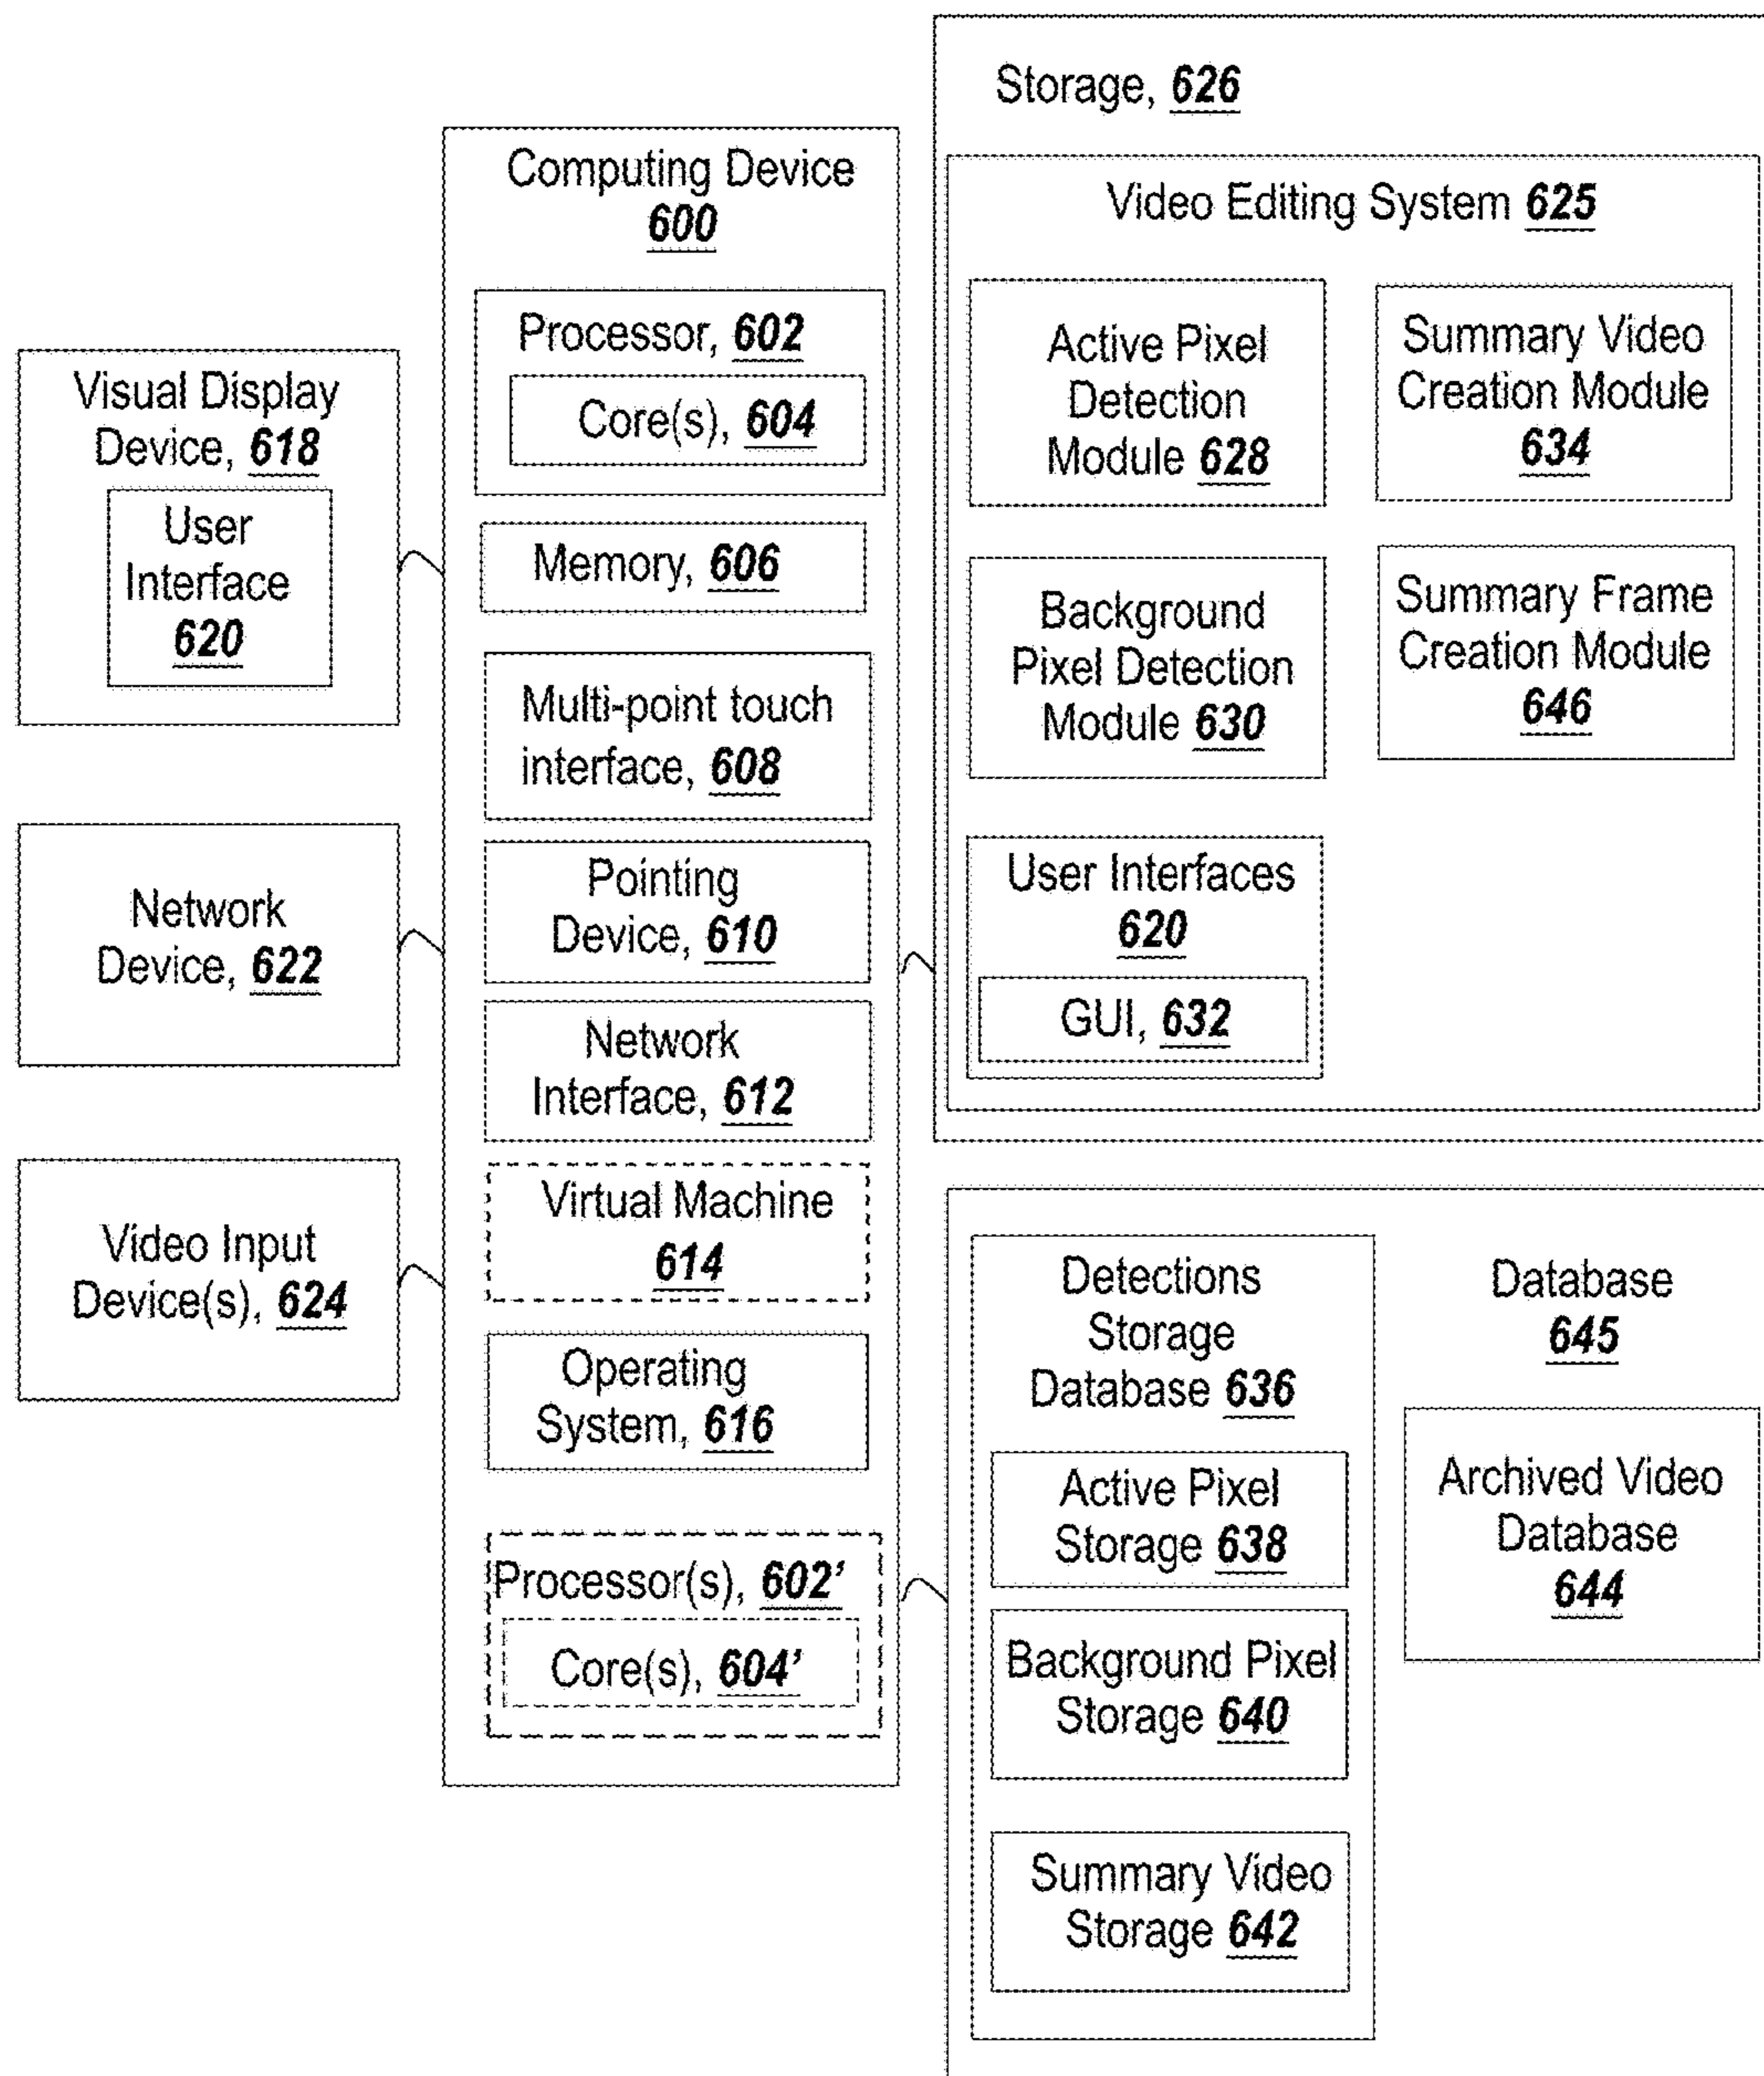 Visual Display
Device, 618
User
Interface
620
Network
Device, 622
Video Input
Device(s), 624
Computing Device
600
Processor, 602
Core(s), 604
Memory, 606
Multi-point touch
interface, 608
Pointing
Device, 610
Network
Interface, 612
Virtual Machine
614
Operating
System, 616
Processor(s), 602'
Core(s), 604'
Storage, 626
Video Editing System 625
Active Pixel
Detection
Module 628
Summary Video
Creation Module
634
Background
Pixel Detection
Module 630
Summary Frame
Creation Module
646
User Interfaces
620
GUI, 632
Detections
Storage
Database 636
Active Pixel
Storage 638
Background Pixel
Storage 640
Summary Video
Storage 642
Database
645
Archived Video
Database
644